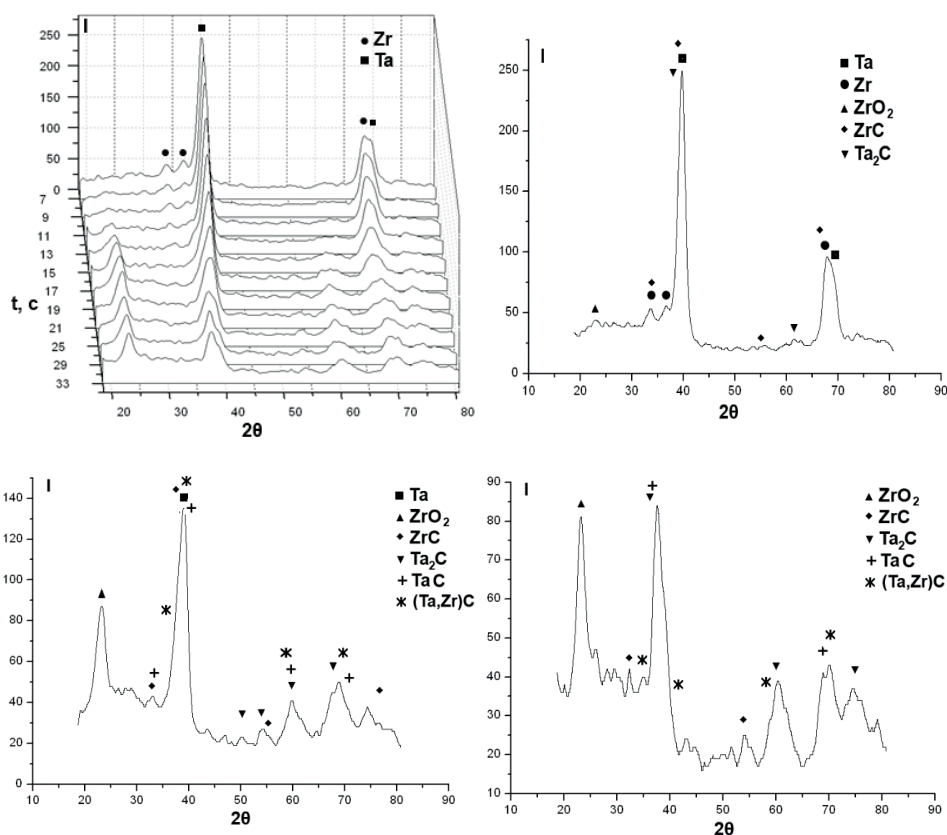 I
250
200
150
100
50
0
7
9
11
13
15
17
19
21
25
29
33
t, c
20 30 40 50 60 70 80
2θ
● Zr
■ Ta
I
250
200
150
100
50
0
10 20 30 40 50 60 70 80 90
2θ
■ Ta
● Zr
▲ ZrO₂
◆ ZrC
▼ Ta₂C
I
140
120
100
80
60
40
20
0
10 20 30 40 50 60 70 80 90
2θ
■ Ta
▲ ZrO₂
◆ ZrC
▼ Ta₂C
+ Ta C
✳ (Ta,Zr)C
I
90
80
70
60
50
40
30
20
10
10 20 30 40 50 60 70 80 90
2θ
▲ ZrO₂
◆ ZrC
▼ Ta₂C
+ TaC
✳ (Ta,Zr)C